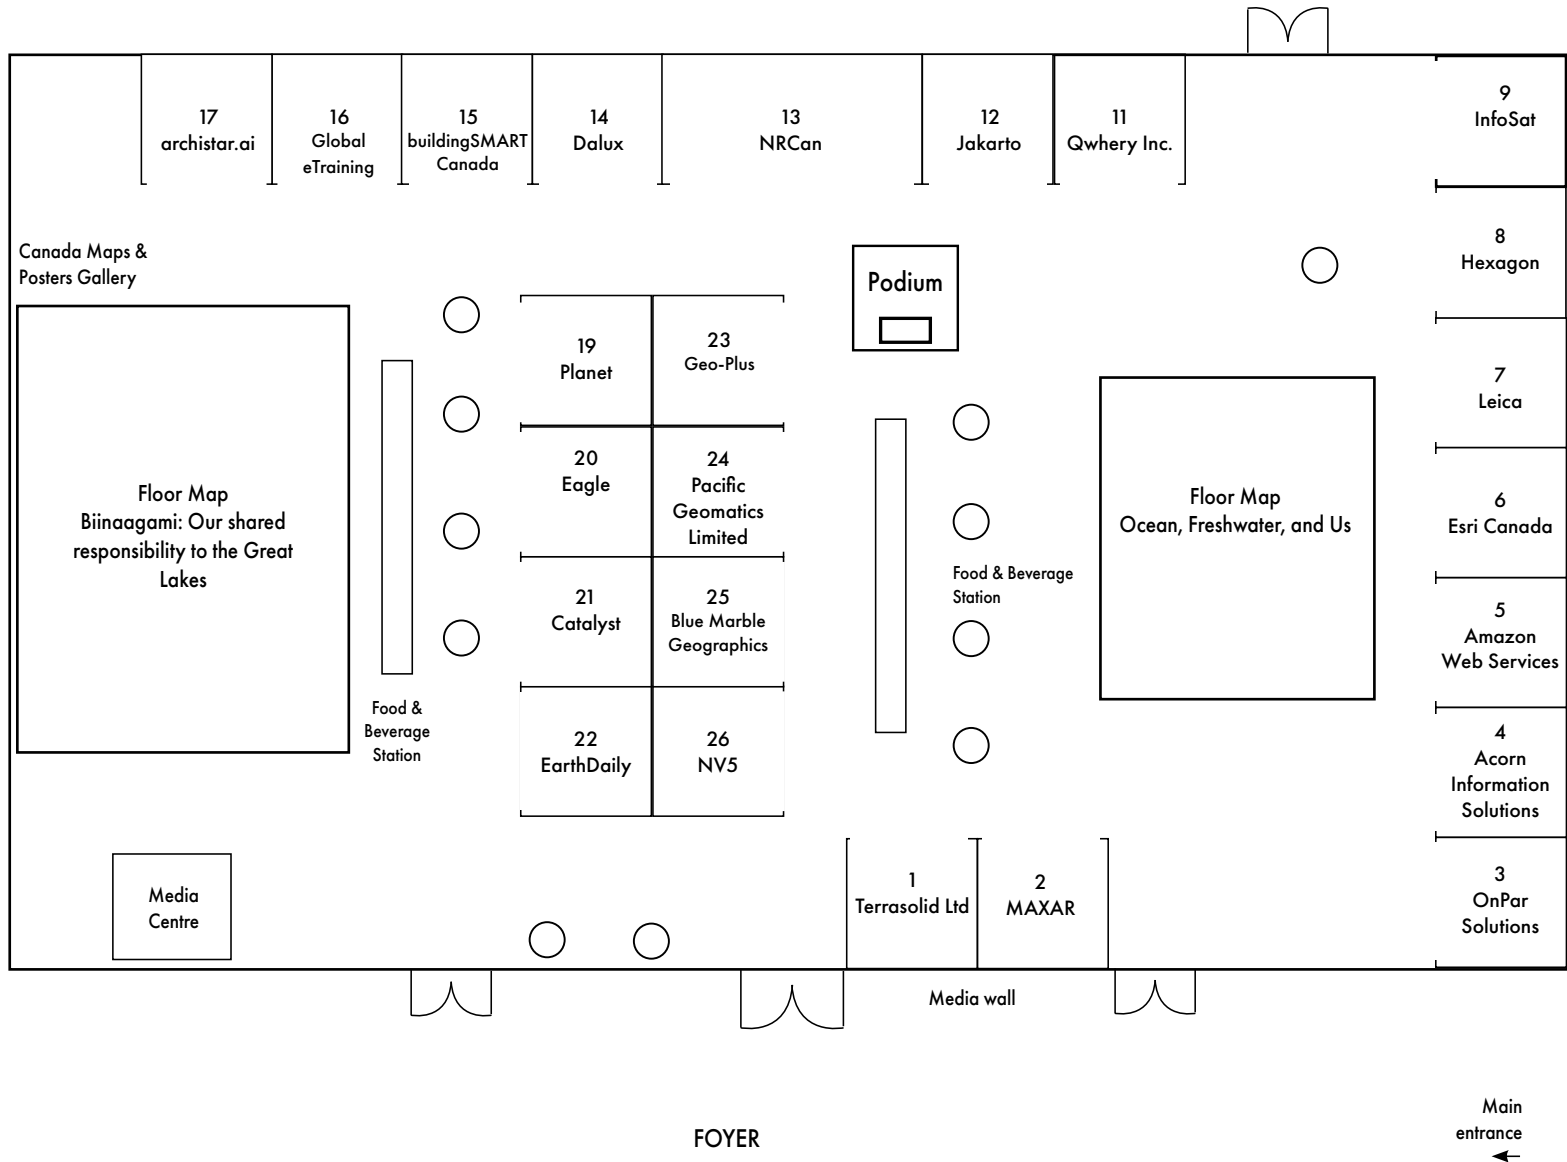 17
archistar.ai
16
Global
eTraining
15
buildingSMART
Canada
14
Dalux
13
NRCan
12
Jakarto
11
Qwhery Inc.
9
InfoSat
8
Hexagon
7
Leica
6
Esri Canada
5
Amazon
Web Services
4
Acorn
Information
Solutions
3
OnPar
Solutions
Canada Maps &
Posters Gallery
Floor Map
Biinaagami: Our shared
responsibility to the Great
Lakes
Food &
Beverage
Station
19
Planet
23
Geo-Plus
20
Eagle
24
Pacific
Geomatics
Limited
21
Catalyst
25
Blue Marble
Geographics
22
EarthDaily
26
NV5
Podium
Food & Beverage
Station
Floor Map
Ocean, Freshwater, and Us
Media
Centre
1
Terrasolid Ltd
2
MAXAR
Media wall
FOYER
Main
entrance